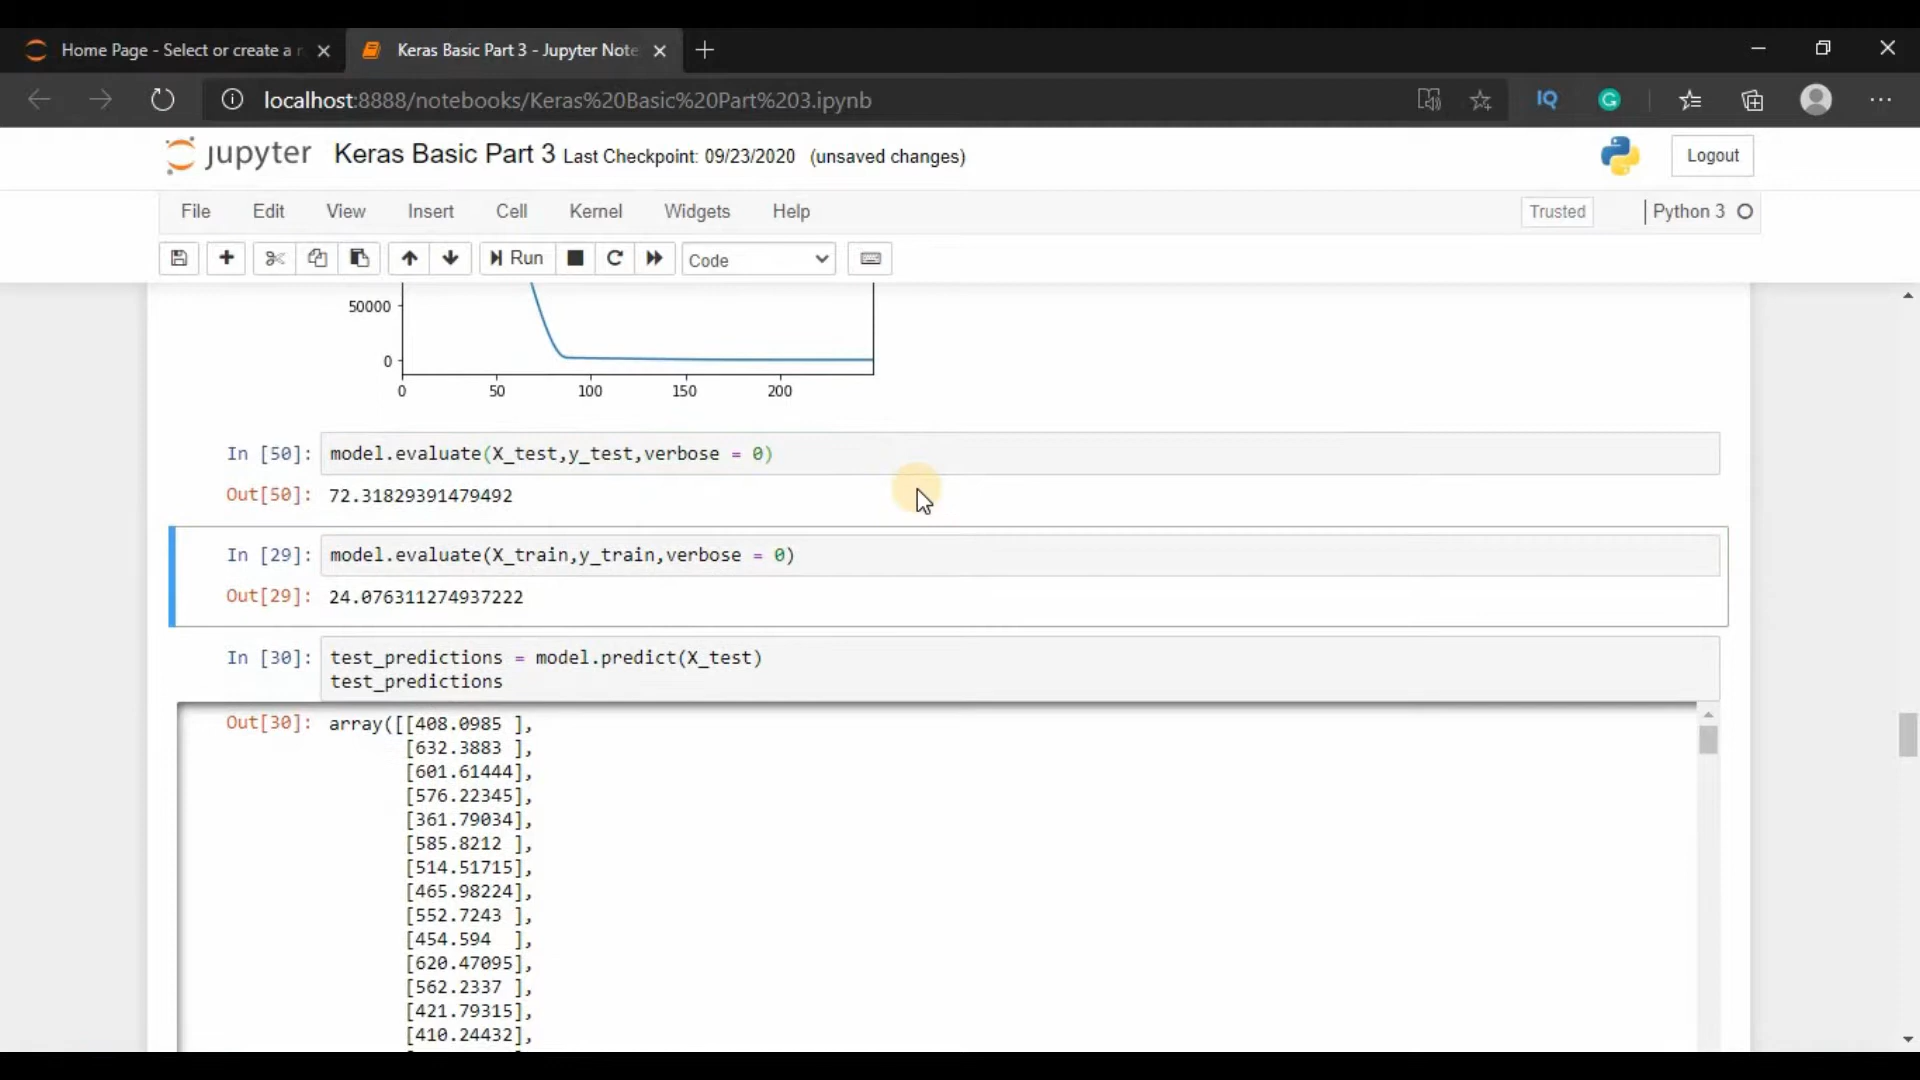 Home Page - Select or create a n
Keras Basic Part 3 - Jupyter Note
localhost:8888/notebooks/Keras%20Basic%20Part%203.ipynb
IQ
G
jupyter Keras Basic Part 3 Last Checkpoint: 09/23/2020 (unsaved changes)
Logout
File Edit View Insert Cell Kernel Widgets Help
Trusted
Python 3
Run
Code
50000
0
0 50 100 150 200
In [50]: model.evaluate(X_test,y_test,verbose = 0)
Out[50]: 72.31829391479492
In [29]: model.evaluate(X_train,y_train,verbose = 0)
Out[29]: 24.076311274937222
In [30]: test_predictions = model.predict(X_test)
test_predictions
Out[30]: array([[408.0985 ],
[632.3883 ],
[601.61444],
[576.22345],
[361.79034],
[585.8212 ],
[514.51715],
[465.98224],
[552.7243 ],
[454.594  ],
[620.47095],
[562.2337 ],
[421.79315],
[410.24432],